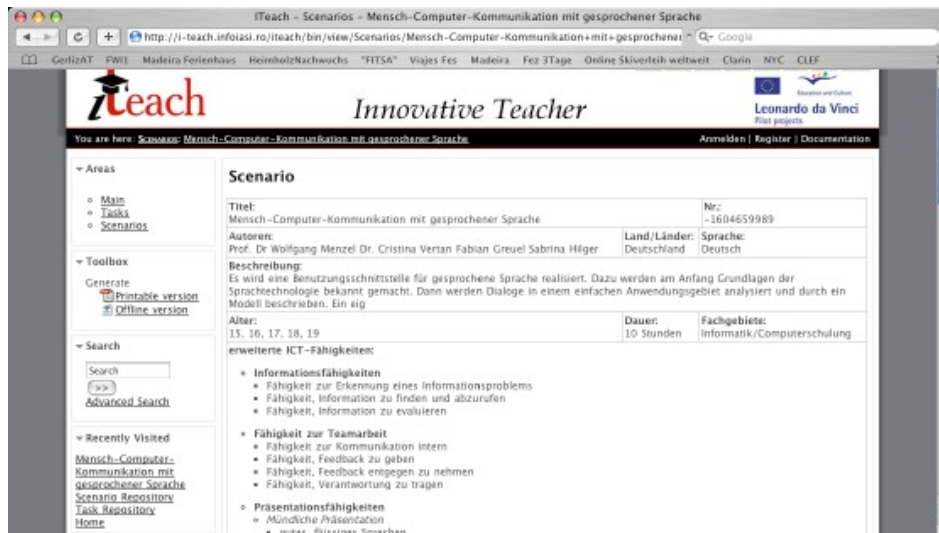 iTeach - Scenarios - Mensch-Computer-Kommunikation mit gesprochener Sprache
http://i-teach.infoiasi.ro/iteach/bin/view/Scenarios/Mensch-Computer-Kommunikation+mit+gesprochener
Google
GerlizAT FWI1 Madeira Ferienhaus HeimholzNachwuchs "FITSA" Viajes Fes Madeira Fez 3Tage Online Skiverleih weltweit Clarin NYC CLEF
iTeach
Innovative Teacher
Education and Culture
Leonardo da Vinci
Pilot projects
You are here: Scenarios: Mensch-Computer-Kommunikation mit gesprochener Sprache
Anmelden | Register | Documentation
Areas
Main
Tasks
Scenarios
Toolbox
Generate
Printable version
Offline version
Search
Search
>>
Advanced Search
Recently Visited
Mensch-Computer-
Kommunikation mit
gesprochener Sprache
Scenario Repository
Task Repository
Home
Scenario
Titel: Nr.:
Mensch-Computer-Kommunikation mit gesprochener Sprache -1604659989
Autoren: Land/Länder: Sprache:
Prof. Dr Wolfgang Menzel Dr. Cristina Vertan Fabian Greuel Sabrina Hilger Deutschland Deutsch
Beschreibung:
Es wird eine Benutzungsschnittstelle für gesprochene Sprache realisiert. Dazu werden am Anfang Grundlagen der
Sprachtechnologie bekannt gemacht. Dann werden Dialoge in einem einfachen Anwendungsgebiet analysiert und durch ein
Modell beschrieben. Ein eig
Alter: Dauer: Fachgebiete:
15, 16, 17, 18, 19 10 Stunden Informatik/Computerschulung
erweiterte ICT-Fähigkeiten:
Informationsfähigkeiten
Fähigkeit zur Erkennung eines Informationsproblems
Fähigkeit, Information zu finden und abzurufen
Fähigkeit, Information zu evaluieren
Fähigkeit zur Teamarbeit
Fähigkeit zur Kommunikation intern
Fähigkeit, Feedback zu geben
Fähigkeit, Feedback entgegen zu nehmen
Fähigkeit, Verantwortung zu tragen
Präsentationsfähigkeiten
Mündliche Präsentation
gutes, flüssiges Sprechen